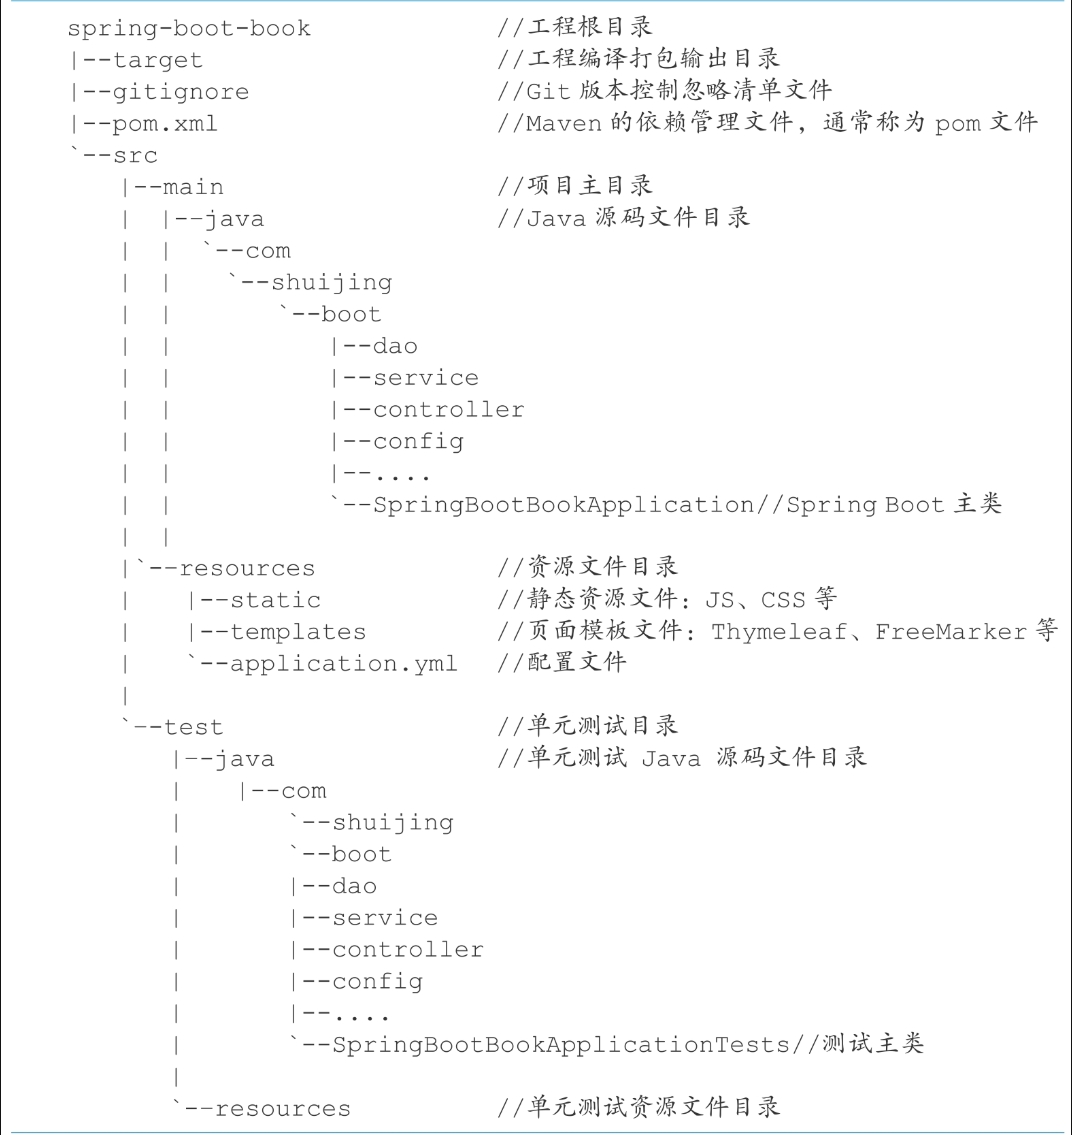 spring-boot-book //工程根目录
|--target //工程编译打包输出目录
|--gitignore //Git 版本控制忽略清单文件
|--pom.xml //Maven 的依赖管理文件，通常称为 pom 文件
`--src
|--main //项目主目录
| |--java //Java 源码文件目录
| | `--com
| | `--shuijing
| | `--boot
| | |--dao
| | |--service
| | |--controller
| | |--config
| | |--....
| | `--SpringBootBookApplication//Spring Boot 主类
| |
|`--resources //资源文件目录
| |--static //静态资源文件：JS、CSS 等
| |--templates //页面模板文件：Thymeleaf、FreeMarker 等
| `--application.yml //配置文件
|
`--test //单元测试目录
|--java //单元测试 Java 源码文件目录
| |--com
| `--shuijing
| `--boot
| |--dao
| |--service
| |--controller
| |--config
| |--....
| `--SpringBootBookApplicationTests//测试主类
|
`--resources //单元测试资源文件目录